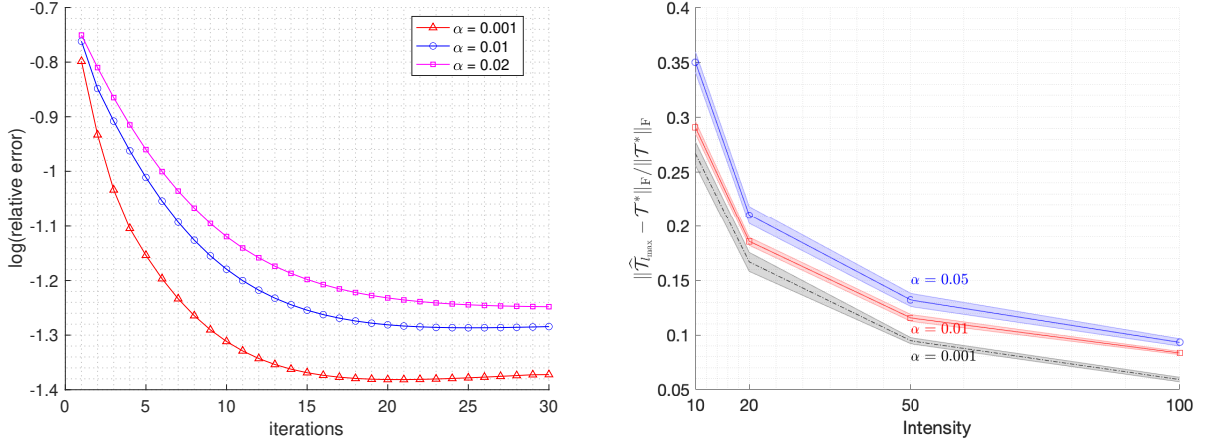 -0.7
-0.8
-0.9
-1
-1.1
-1.2
-1.3
-1.4
0
5
10
15
20
25
30
iterations
log(relative error)
α = 0.001
α = 0.01
α = 0.02
0.4
0.35
0.3
0.25
0.2
0.15
0.1
0.05
10
20
50
100
Intensity
‖𝒯̂_{l_max} − 𝒯*‖_F/‖𝒯*‖_F
α = 0.05
α = 0.01
α = 0.001